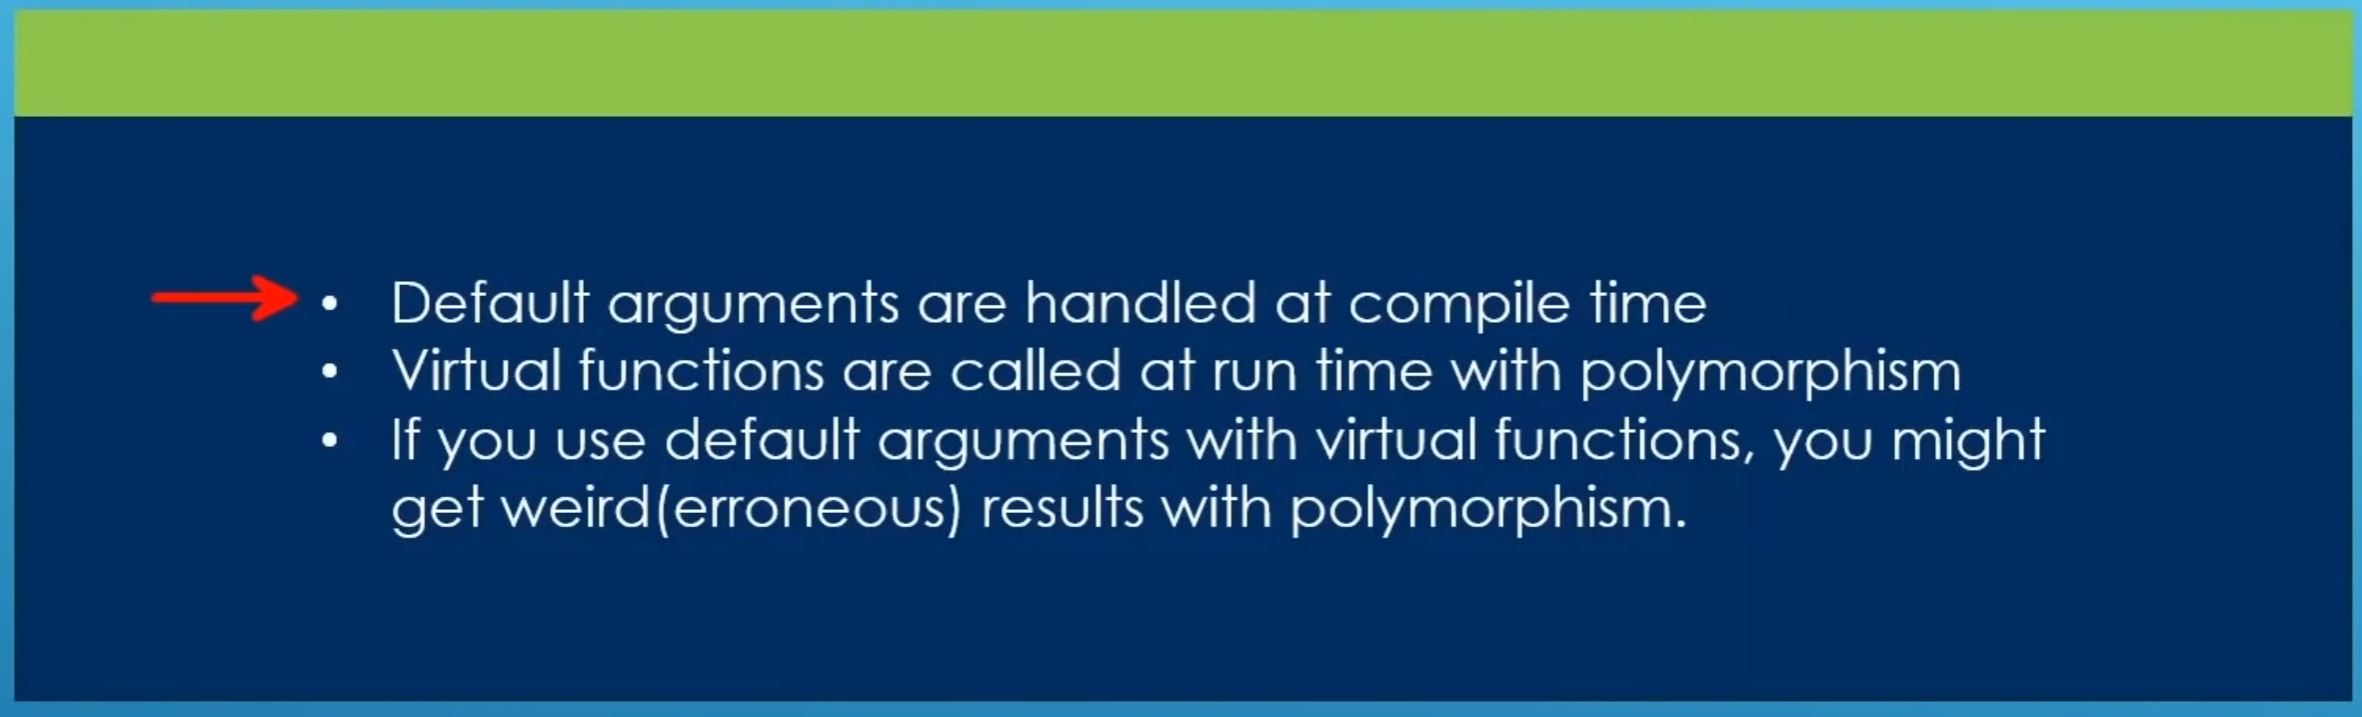 • Default arguments are handled at compile time
• Virtual functions are called at run time with polymorphism
• If you use default arguments with virtual functions, you might
get weird(erroneous) results with polymorphism.